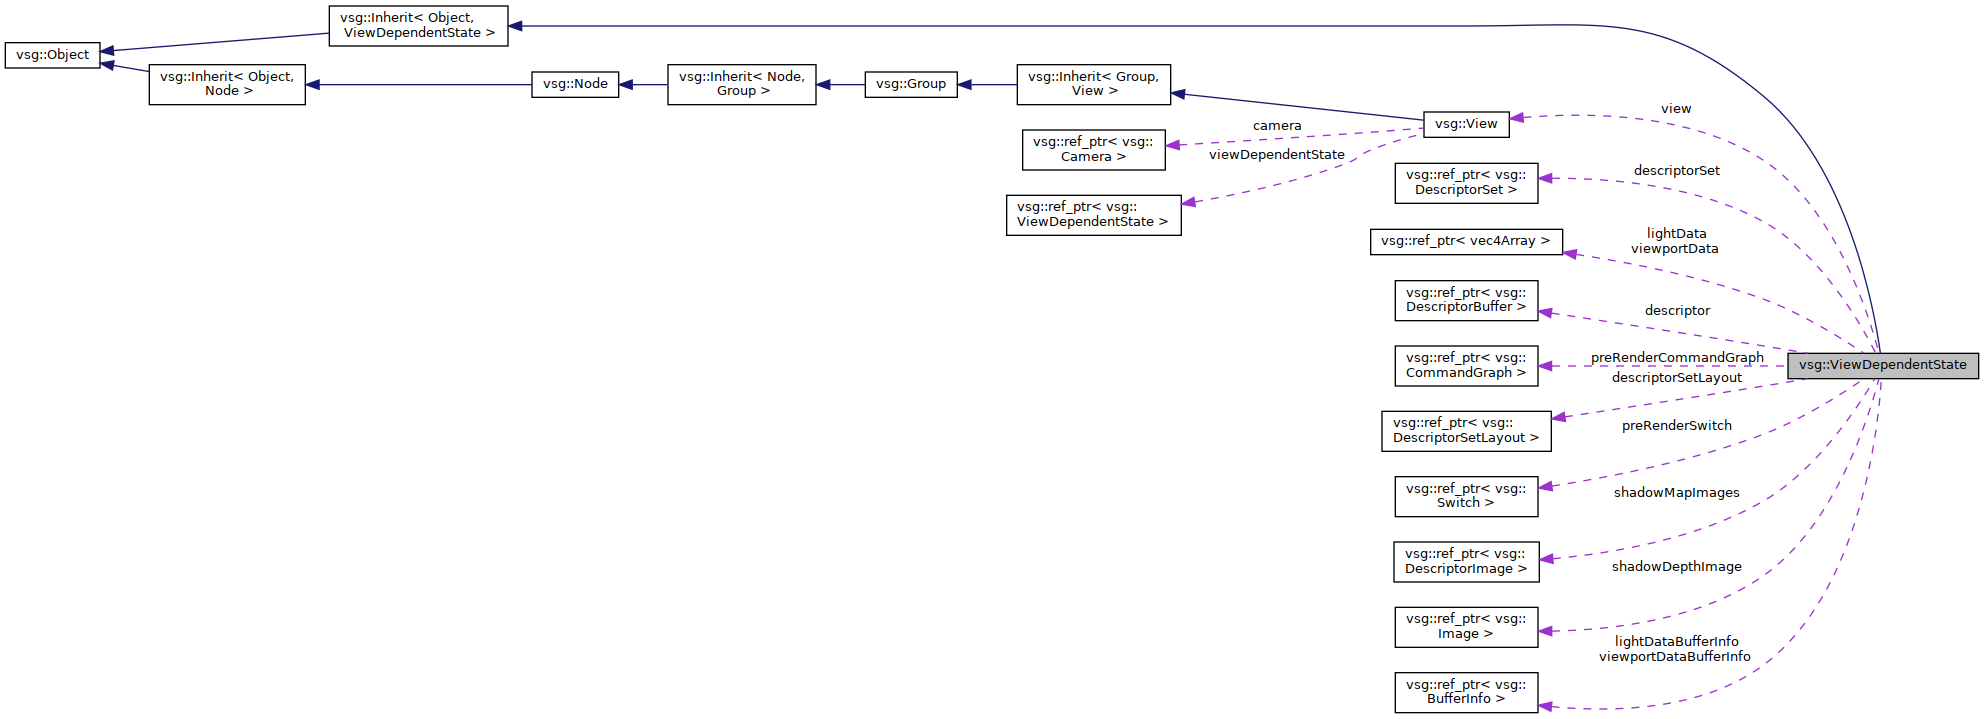 vsg::Object
vsg::Inherit< Object,
ViewDependentState >
vsg::Inherit< Object,
Node >
vsg::Node
vsg::Inherit< Node,
Group >
vsg::Group
vsg::Inherit< Group,
View >
vsg::View
camera
viewDependentState
vsg::ref_ptr< vsg::
Camera >
vsg::ref_ptr< vsg::
ViewDependentState >
view
vsg::ref_ptr< vsg::
DescriptorSet >
descriptorSet
vsg::ref_ptr< vec4Array >
lightData
viewportData
vsg::ref_ptr< vsg::
DescriptorBuffer >
descriptor
vsg::ref_ptr< vsg::
CommandGraph >
preRenderCommandGraph
vsg::ViewDependentState
vsg::ref_ptr< vsg::
DescriptorSetLayout >
descriptorSetLayout
vsg::ref_ptr< vsg::
Switch >
preRenderSwitch
vsg::ref_ptr< vsg::
DescriptorImage >
shadowMapImages
vsg::ref_ptr< vsg::
Image >
shadowDepthImage
vsg::ref_ptr< vsg::
BufferInfo >
lightDataBufferInfo
viewportDataBufferInfo